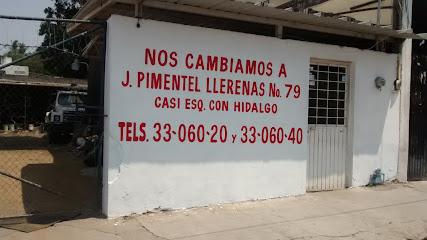 NOS CAMBIAMOS A
J. PIMENTEL LLERENAS No. 79
CASI ESQ. CON HIDALGO
TELS. 33-060-20 y 33-060-40